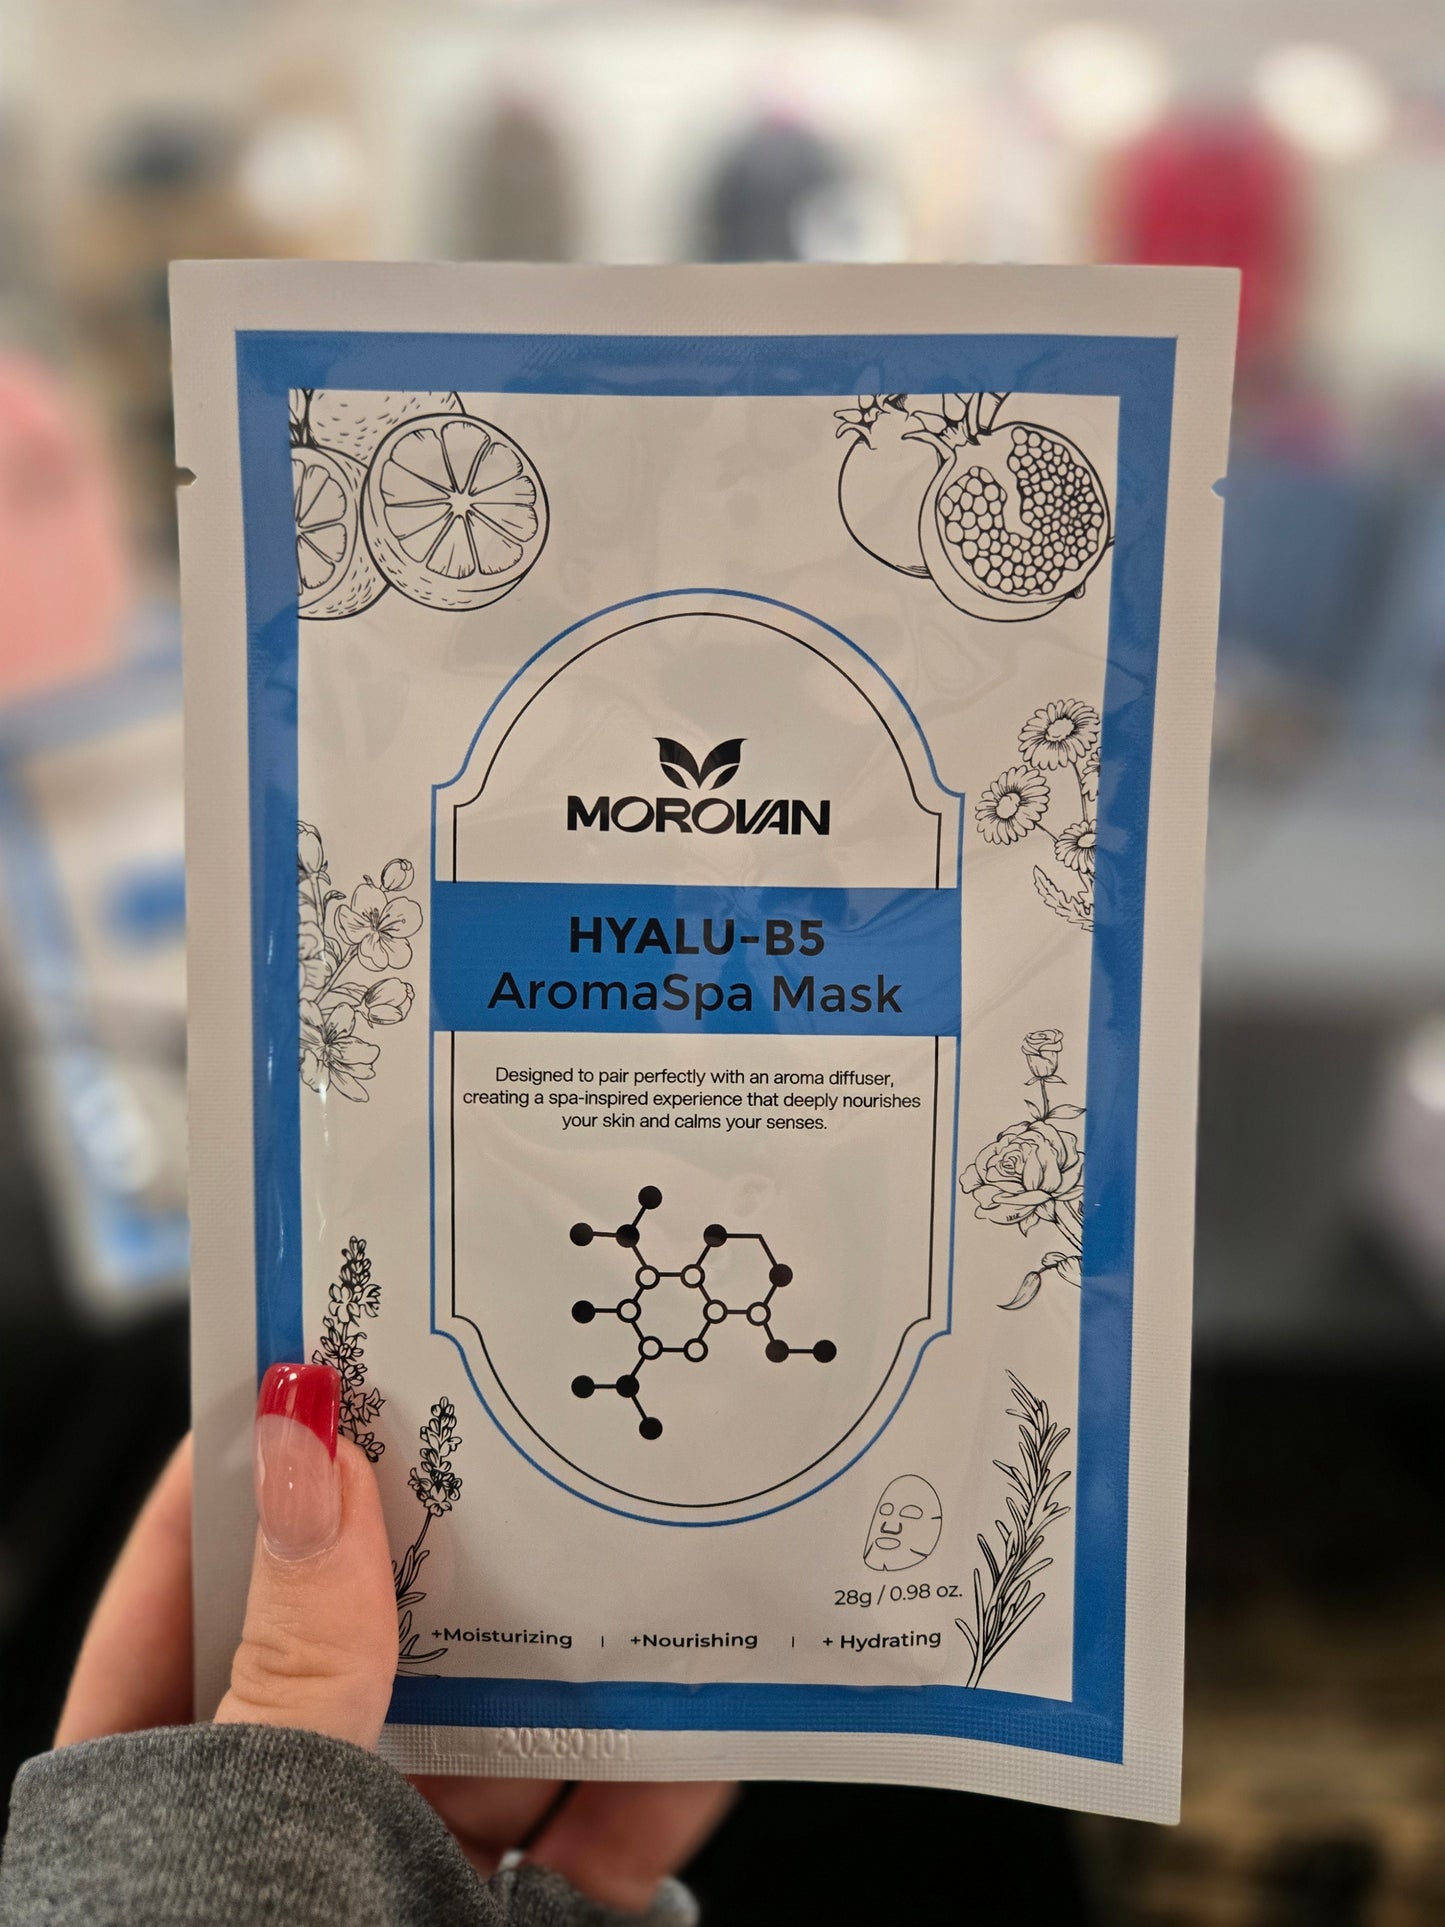 MOROVAN
HYALU-B5
AromaSpa Mask
Designed to pair perfectly with an aroma diffuser,
creating a spa-inspired experience that deeply nourishes
your skin and calms your senses.
28g / 0.98 oz.
+Moisturizing | +Nourishing | + Hydrating
20280101